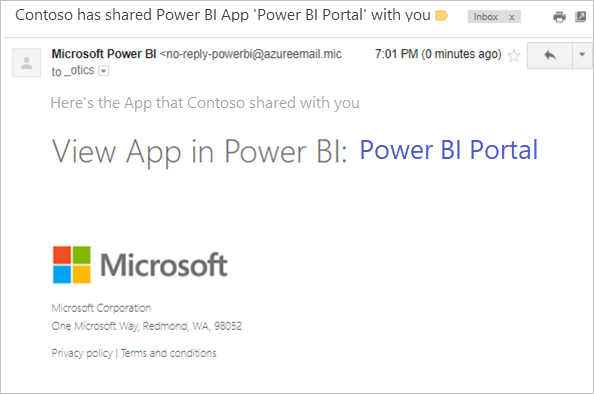 Contoso has shared Power BI App 'Power BI Portal' with you
Inbox x
Microsoft Power BI <no-reply-powerbi@azureemail.mic
7:01 PM (0 minutes ago)
to _otics
Here's the App that Contoso shared with you
View App in Power BI: Power BI Portal
Microsoft
Microsoft Corporation
One Microsoft Way, Redmond, WA, 98052
Privacy policy | Terms and conditions